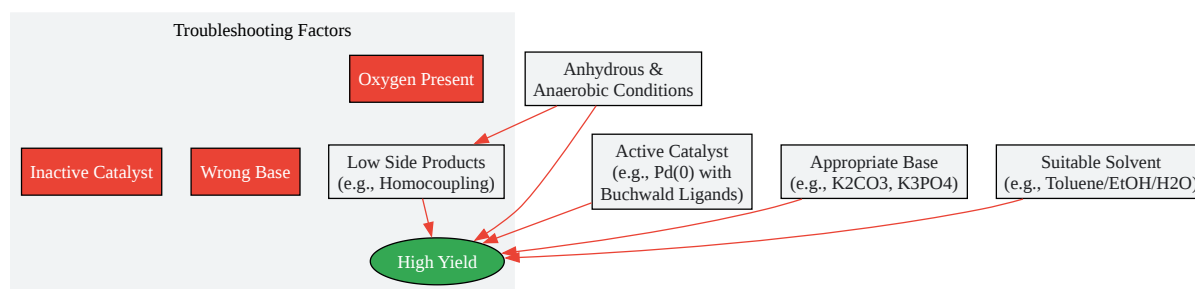 Troubleshooting Factors
Oxygen Present
Anhydrous &
Anaerobic Conditions
Inactive Catalyst
Wrong Base
Low Side Products
(e.g., Homocoupling)
Active Catalyst
(e.g., Pd(0) with
Buchwald Ligands)
Appropriate Base
(e.g., K2CO3, K3PO4)
Suitable Solvent
(e.g., Toluene/EtOH/H2O)
High Yield